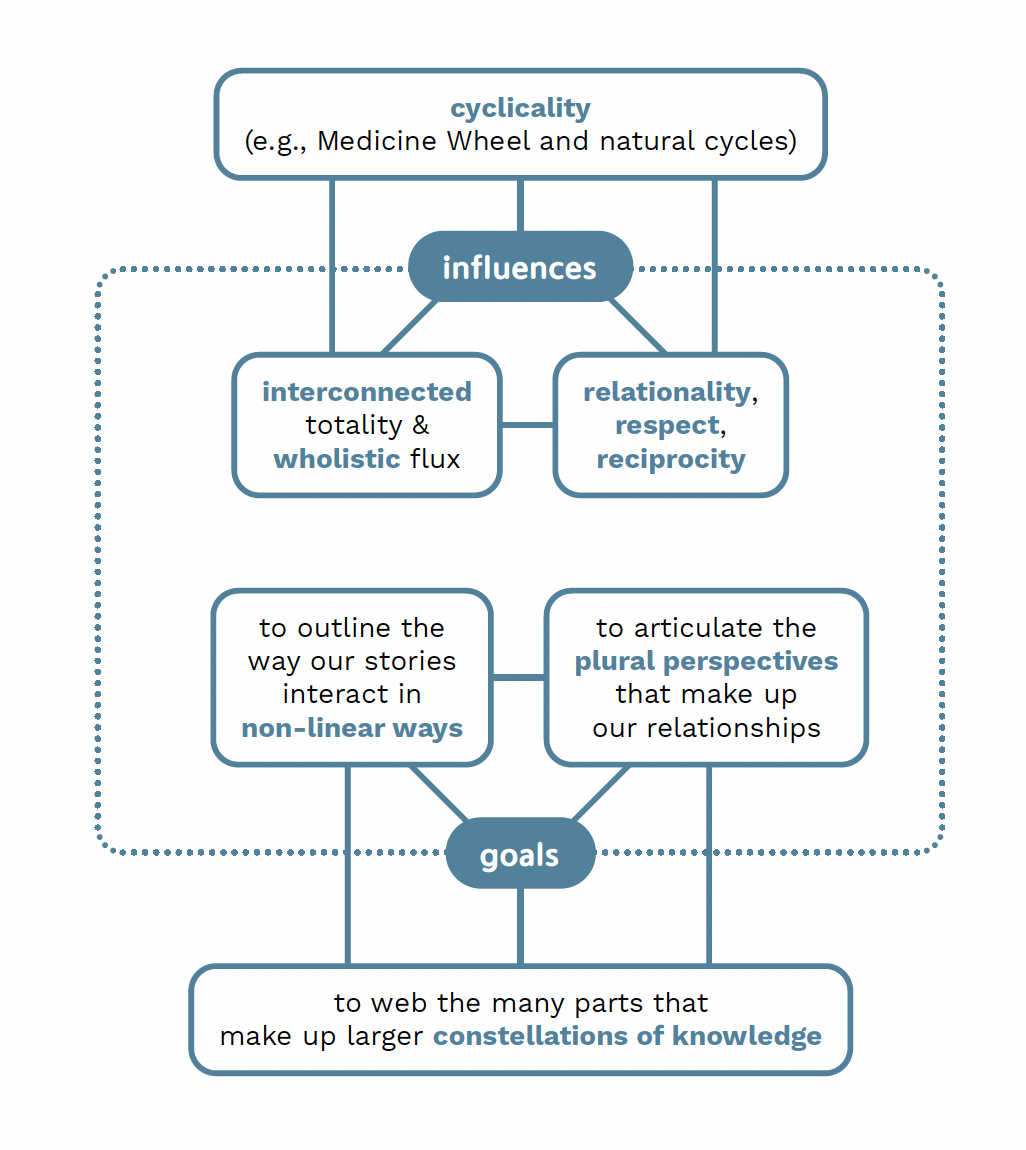 cyclicality
(e.g., Medicine Wheel and natural cycles)
influences
interconnected
totality &
wholistic flux
relationality,
respect,
reciprocity
to outline the
way our stories
interact in
non-linear ways
to articulate the
plural perspectives
that make up
our relationships
goals
to web the many parts that
make up larger constellations of knowledge